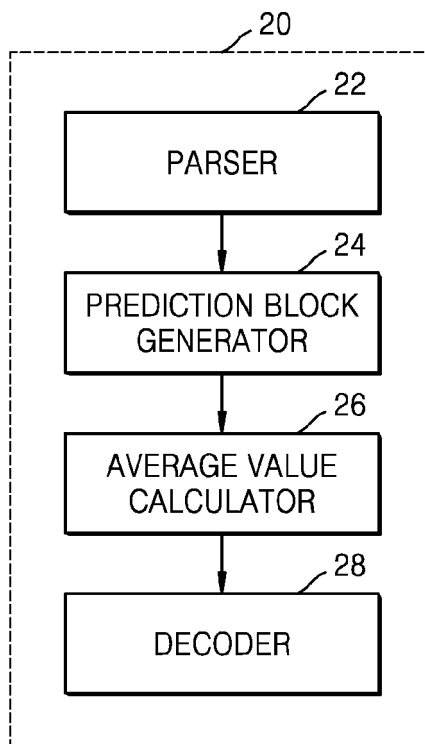 20
22
PARSER
24
PREDICTION BLOCK
GENERATOR
26
AVERAGE VALUE
CALCULATOR
28
DECODER